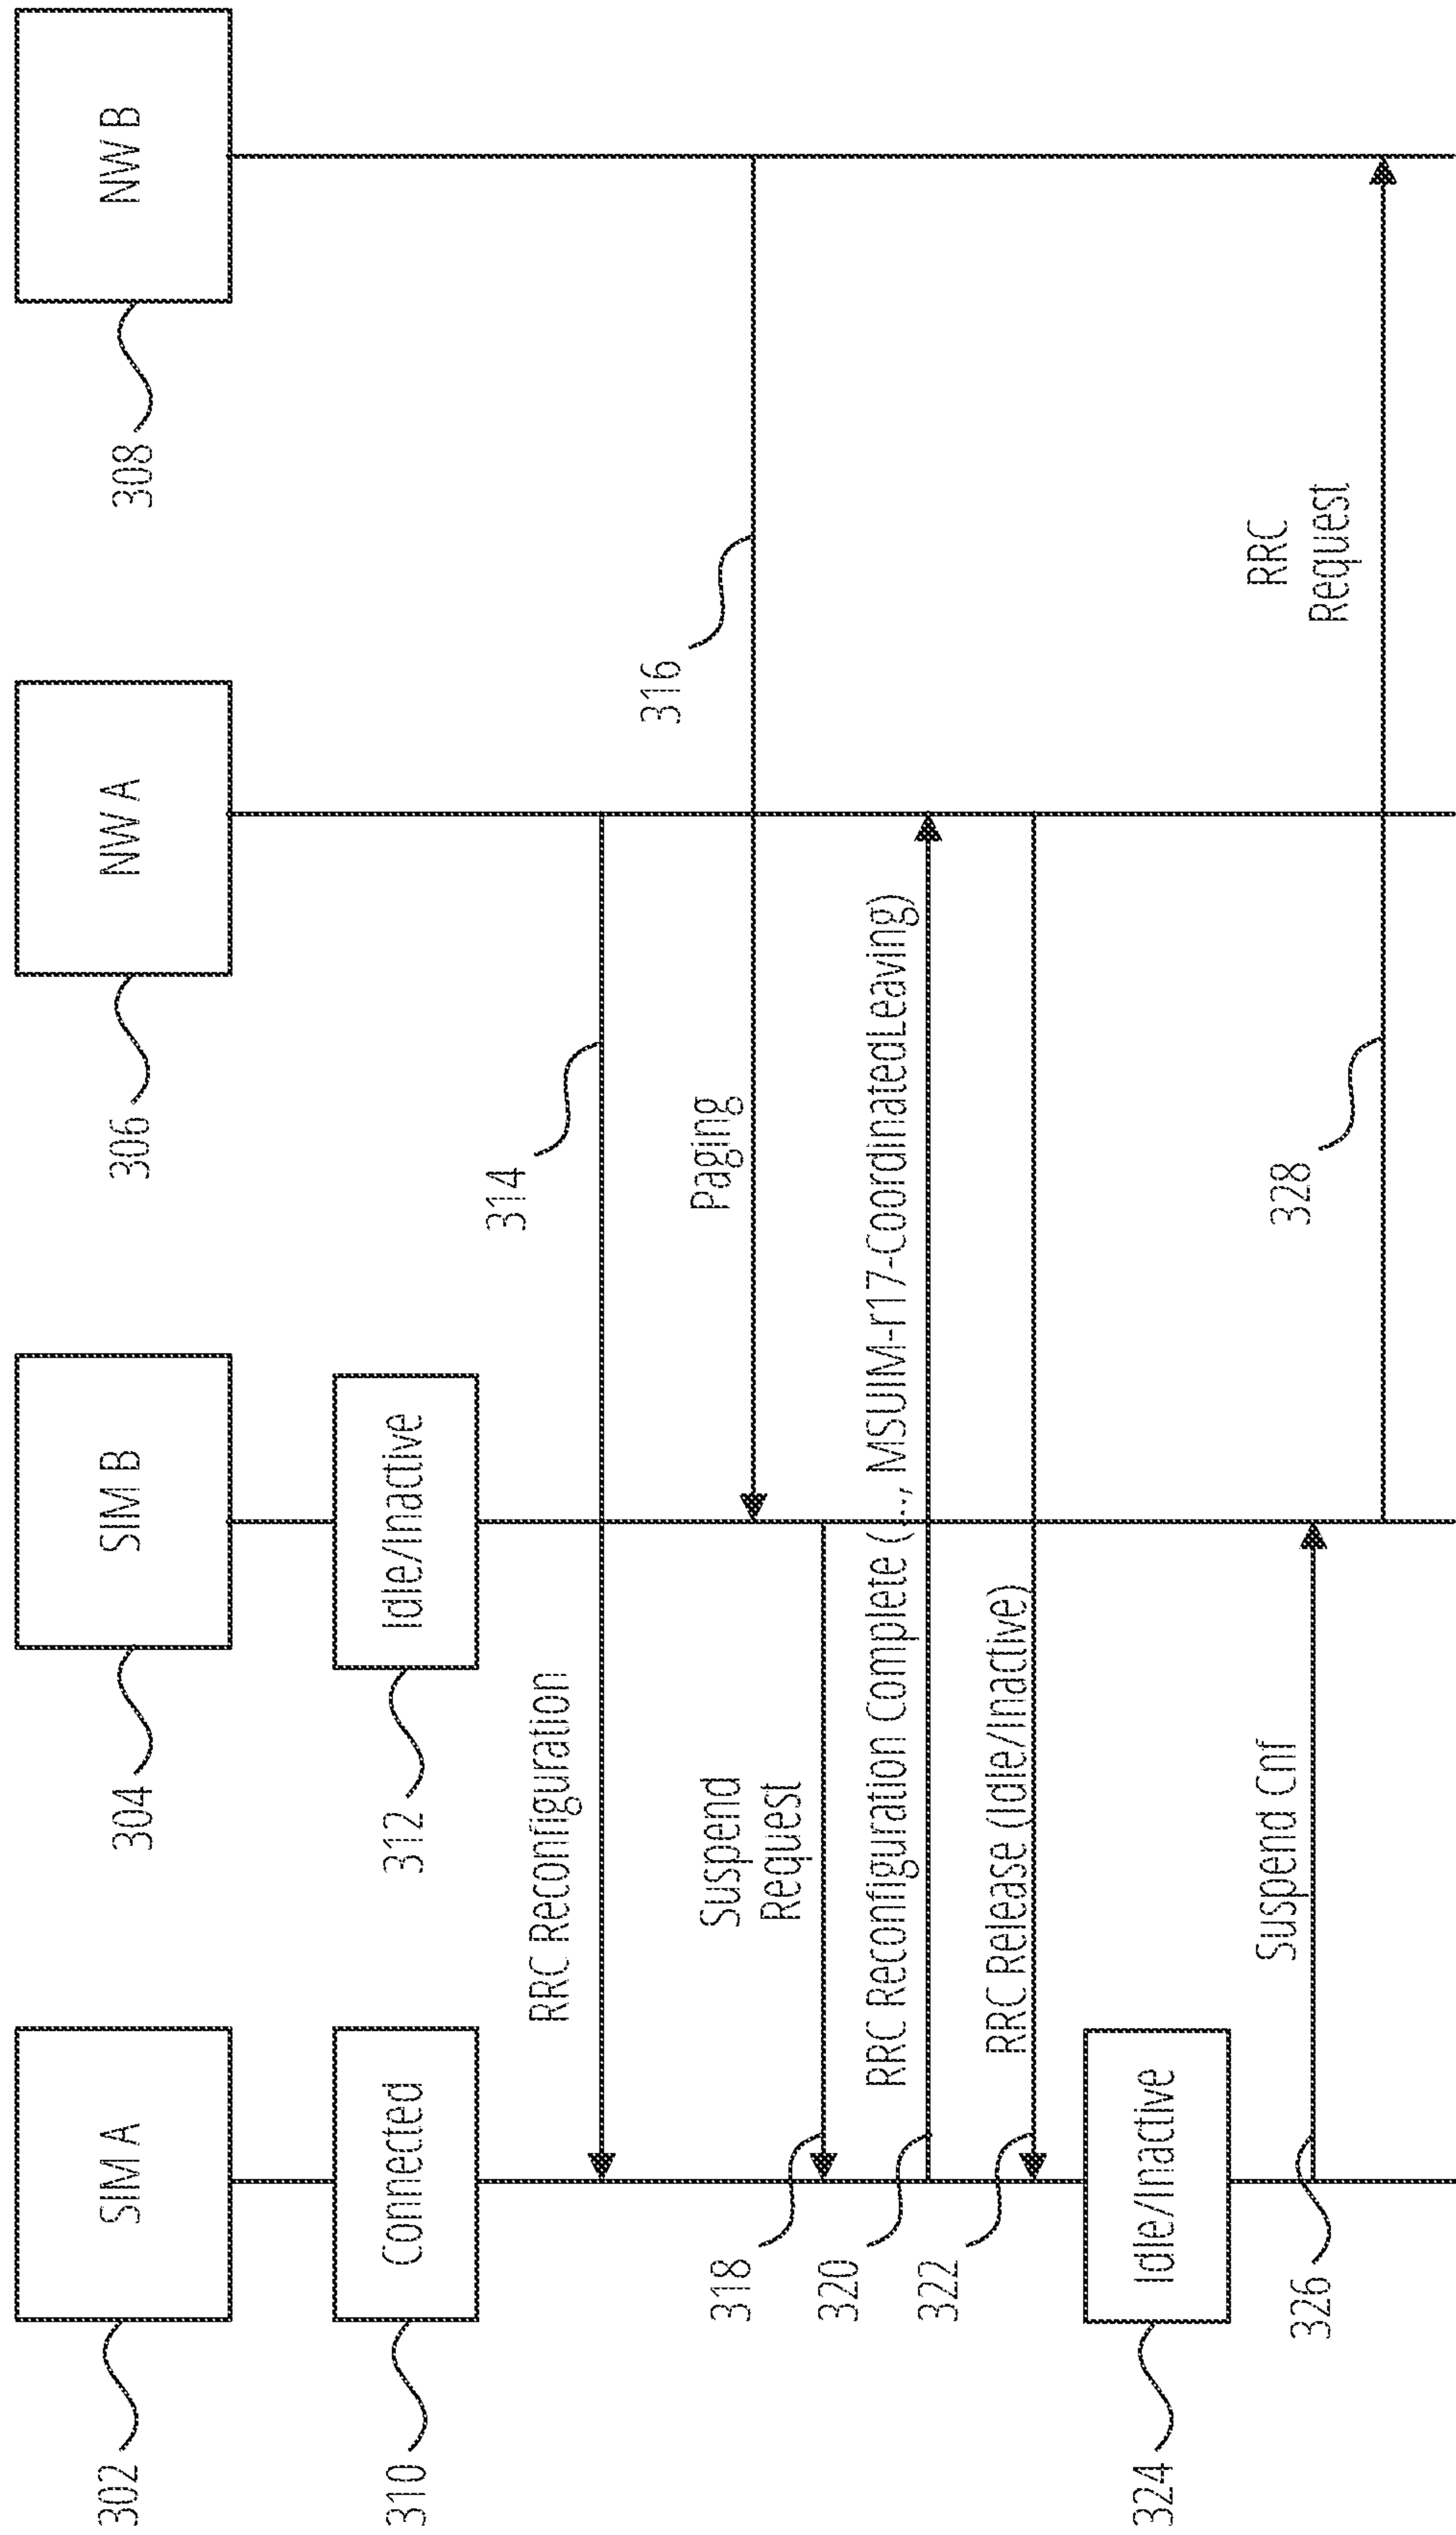 302
SIM A
304
SIM B
306
NW A
308
NW B
310
Connected
312
Idle/Inactive
RRC Reconfiguration
314
Paging
316
318
Suspend
Request
320
RRC Reconfiguration Complete (..., MSUIM-r17-CoordinatedLeaving)
322
RRC Release (Idle/Inactive)
324
Idle/Inactive
326
Suspend Cnf
328
RRC
Request